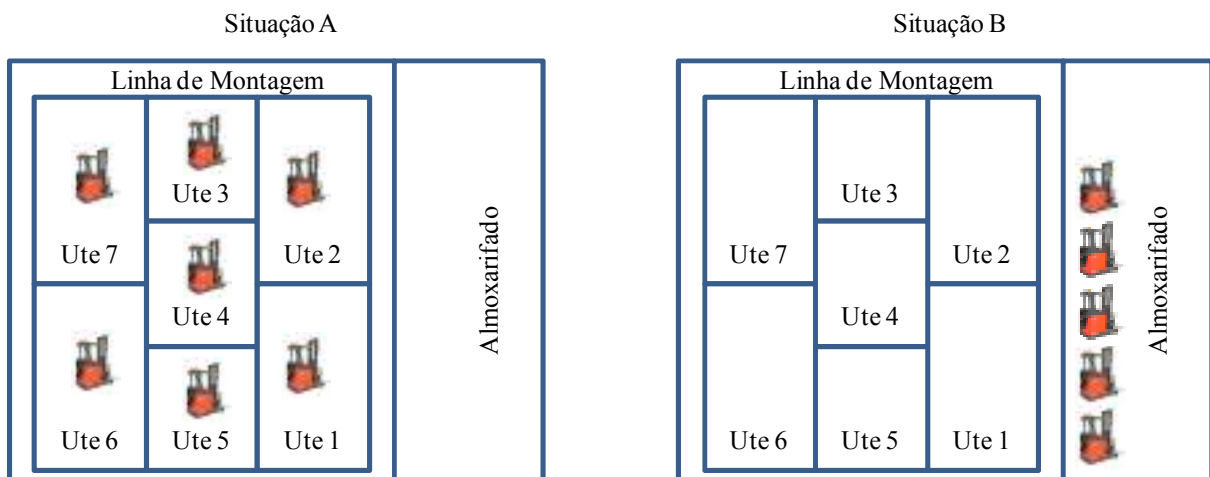 Situação A
Linha de Montagem
Ute 3
Ute 7
Ute 2
Ute 4
Ute 6
Ute 5
Ute 1
Almoxarifado
Situação B
Linha de Montagem
Ute 3
Ute 7
Ute 2
Ute 4
Ute 6
Ute 5
Ute 1
Almoxarifado